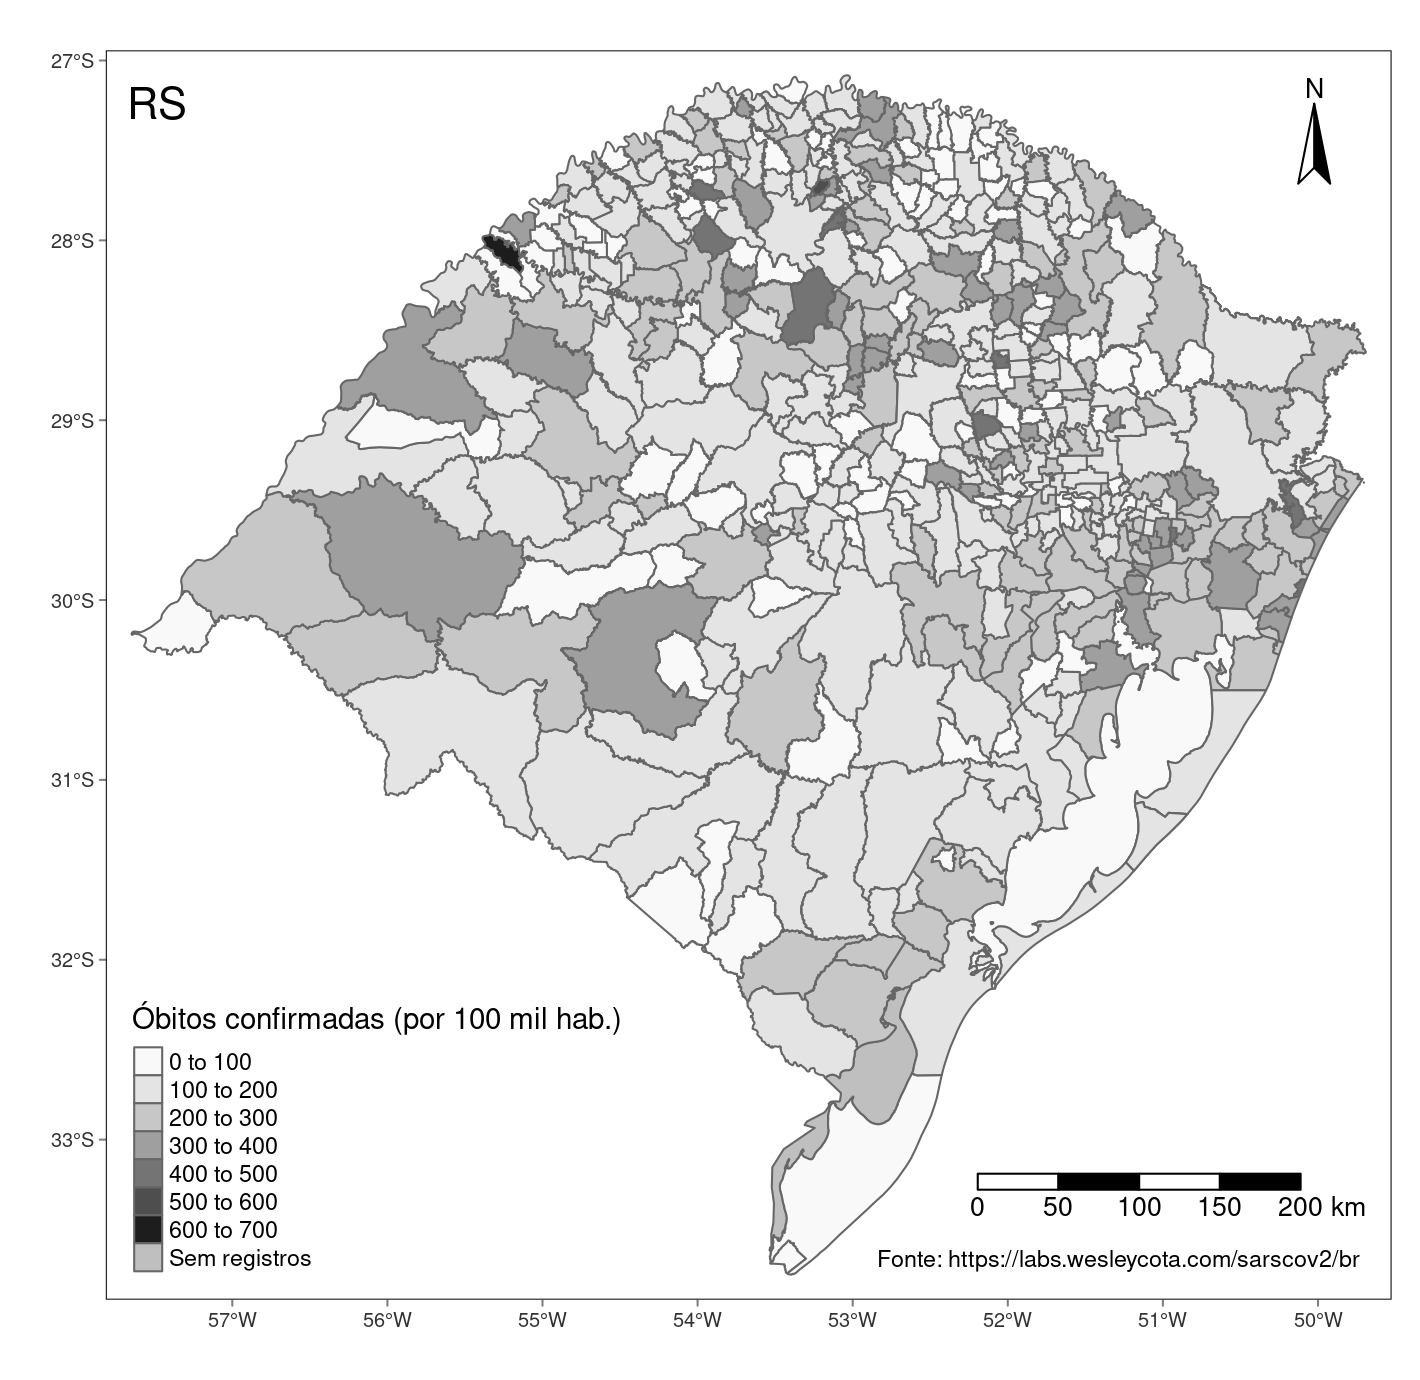 RS
N
27°S
28°S
29°S
30°S
31°S
32°S
33°S
Óbitos confirmadas (por 100 mil hab.)
0 to 100
100 to 200
200 to 300
300 to 400
400 to 500
500 to 600
600 to 700
Sem registros
0 50 100 150 200 km
Fonte: https://labs.wesleycota.com/sarscov2/br
57°W 56°W 55°W 54°W 53°W 52°W 51°W 50°W